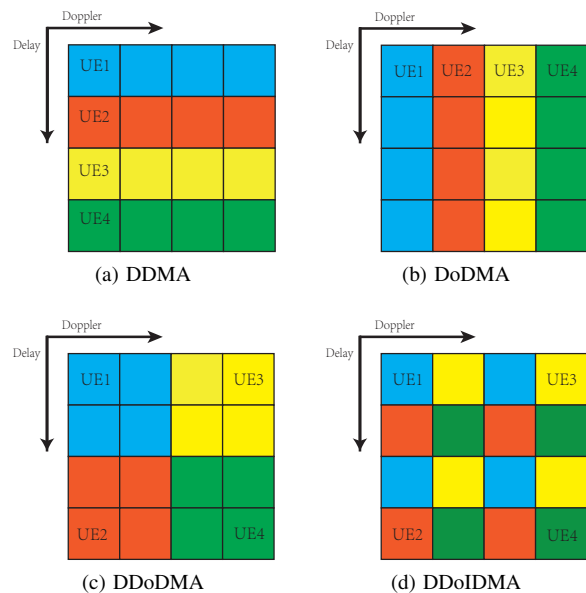 Doppler
Delay
UE1
UE2
UE3
UE4
(a) DDMA
Doppler
Delay
UE1 UE2 UE3 UE4
(b) DoDMA
Doppler
Delay
UE1 UE3
UE2 UE4
(c) DDoDMA
Doppler
Delay
UE1 UE3
UE2 UE4
(d) DDoIDMA